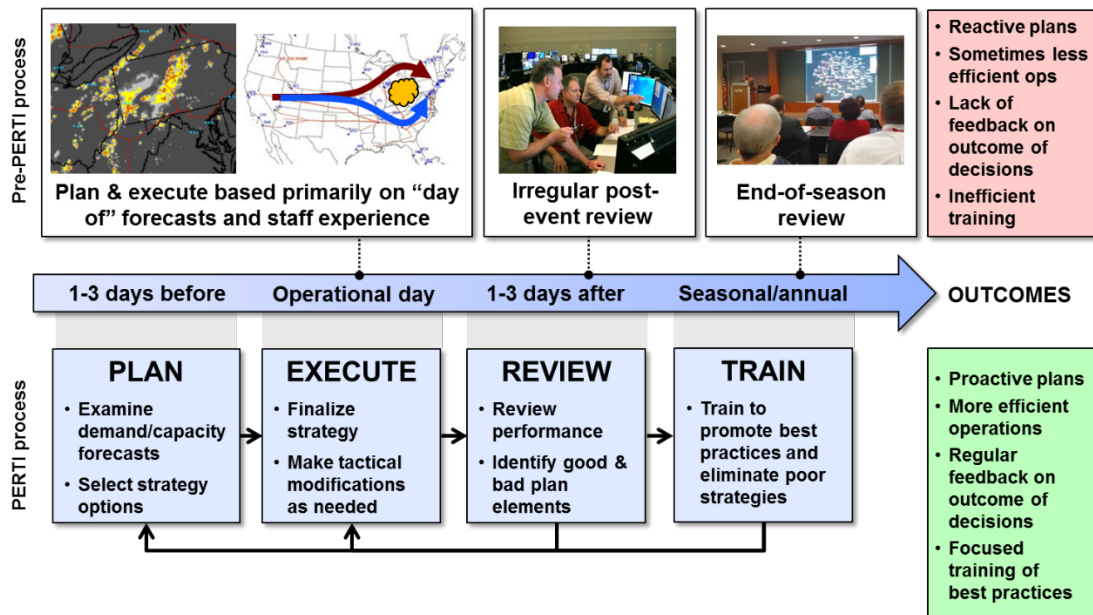 Pre-PERTI process
Plan & execute based primarily on “day
of” forecasts and staff experience
Irregular post-
event review
End-of-season
review
• Reactive plans
• Sometimes less
efficient ops
• Lack of
feedback on
outcome of
decisions
• Inefficient
training
1-3 days before
Operational day
1-3 days after
Seasonal/annual
OUTCOMES
PERTI process
PLAN
• Examine
demand/capacity
forecasts
• Select strategy
options
EXECUTE
• Finalize
strategy
• Make tactical
modifications
as needed
REVIEW
• Review
performance
• Identify good &
bad plan
elements
TRAIN
• Train to
promote best
practices and
eliminate poor
strategies
• Proactive plans
• More efficient
operations
• Regular
feedback on
outcome of
decisions
• Focused
training of
best practices